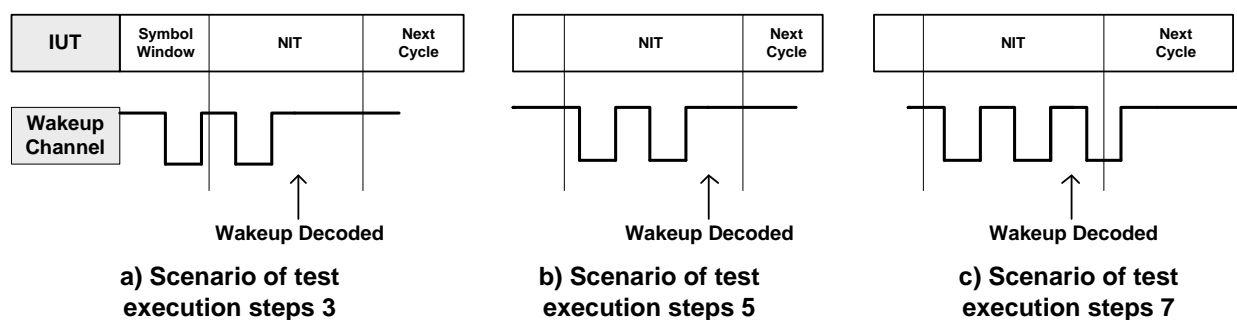 IUT
Symbol
Window
NIT
Next
Cycle
NIT
Next
Cycle
NIT
Next
Cycle
Wakeup
Channel
Wakeup Decoded
Wakeup Decoded
Wakeup Decoded
a) Scenario of test
execution steps 3
b) Scenario of test
execution steps 5
c) Scenario of test
execution steps 7